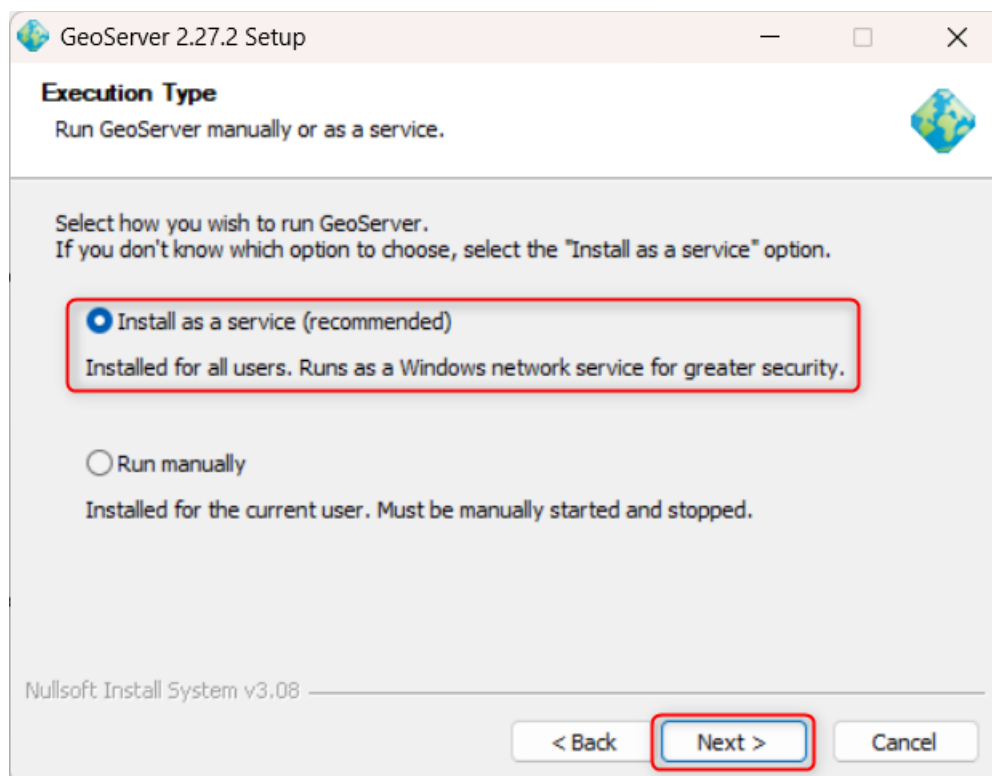 GeoServer 2.27.2 Setup
Execution Type
Run GeoServer manually or as a service.
Select how you wish to run GeoServer.
If you don't know which option to choose, select the "Install as a service" option.
Install as a service (recommended)
Installed for all users. Runs as a Windows network service for greater security.
Run manually
Installed for the current user. Must be manually started and stopped.
Nullsoft Install System v3.08
< Back Next > Cancel